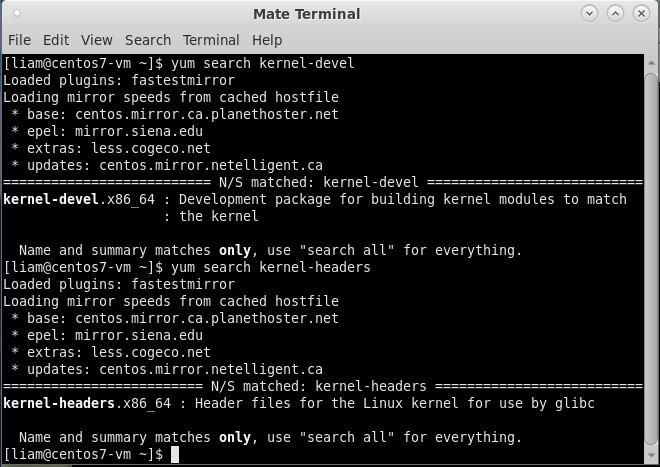 Mate Terminal
File Edit View Search Terminal Help
[liam@centos7-vm ~]$ yum search kernel-devel
Loaded plugins: fastestmirror
Loading mirror speeds from cached hostfile
 * base: centos.mirror.ca.planethoster.net
 * epel: mirror.siena.edu
 * extras: less.cogeco.net
 * updates: centos.mirror.netelligent.ca
========================== N/S matched: kernel-devel ===========================
kernel-devel.x86_64 : Development package for building kernel modules to match
                    : the kernel

  Name and summary matches only, use "search all" for everything.
[liam@centos7-vm ~]$ yum search kernel-headers
Loaded plugins: fastestmirror
Loading mirror speeds from cached hostfile
 * base: centos.mirror.ca.planethoster.net
 * epel: mirror.siena.edu
 * extras: less.cogeco.net
 * updates: centos.mirror.netelligent.ca
========================= N/S matched: kernel-headers ==========================
kernel-headers.x86_64 : Header files for the Linux kernel for use by glibc

  Name and summary matches only, use "search all" for everything.
[liam@centos7-vm ~]$